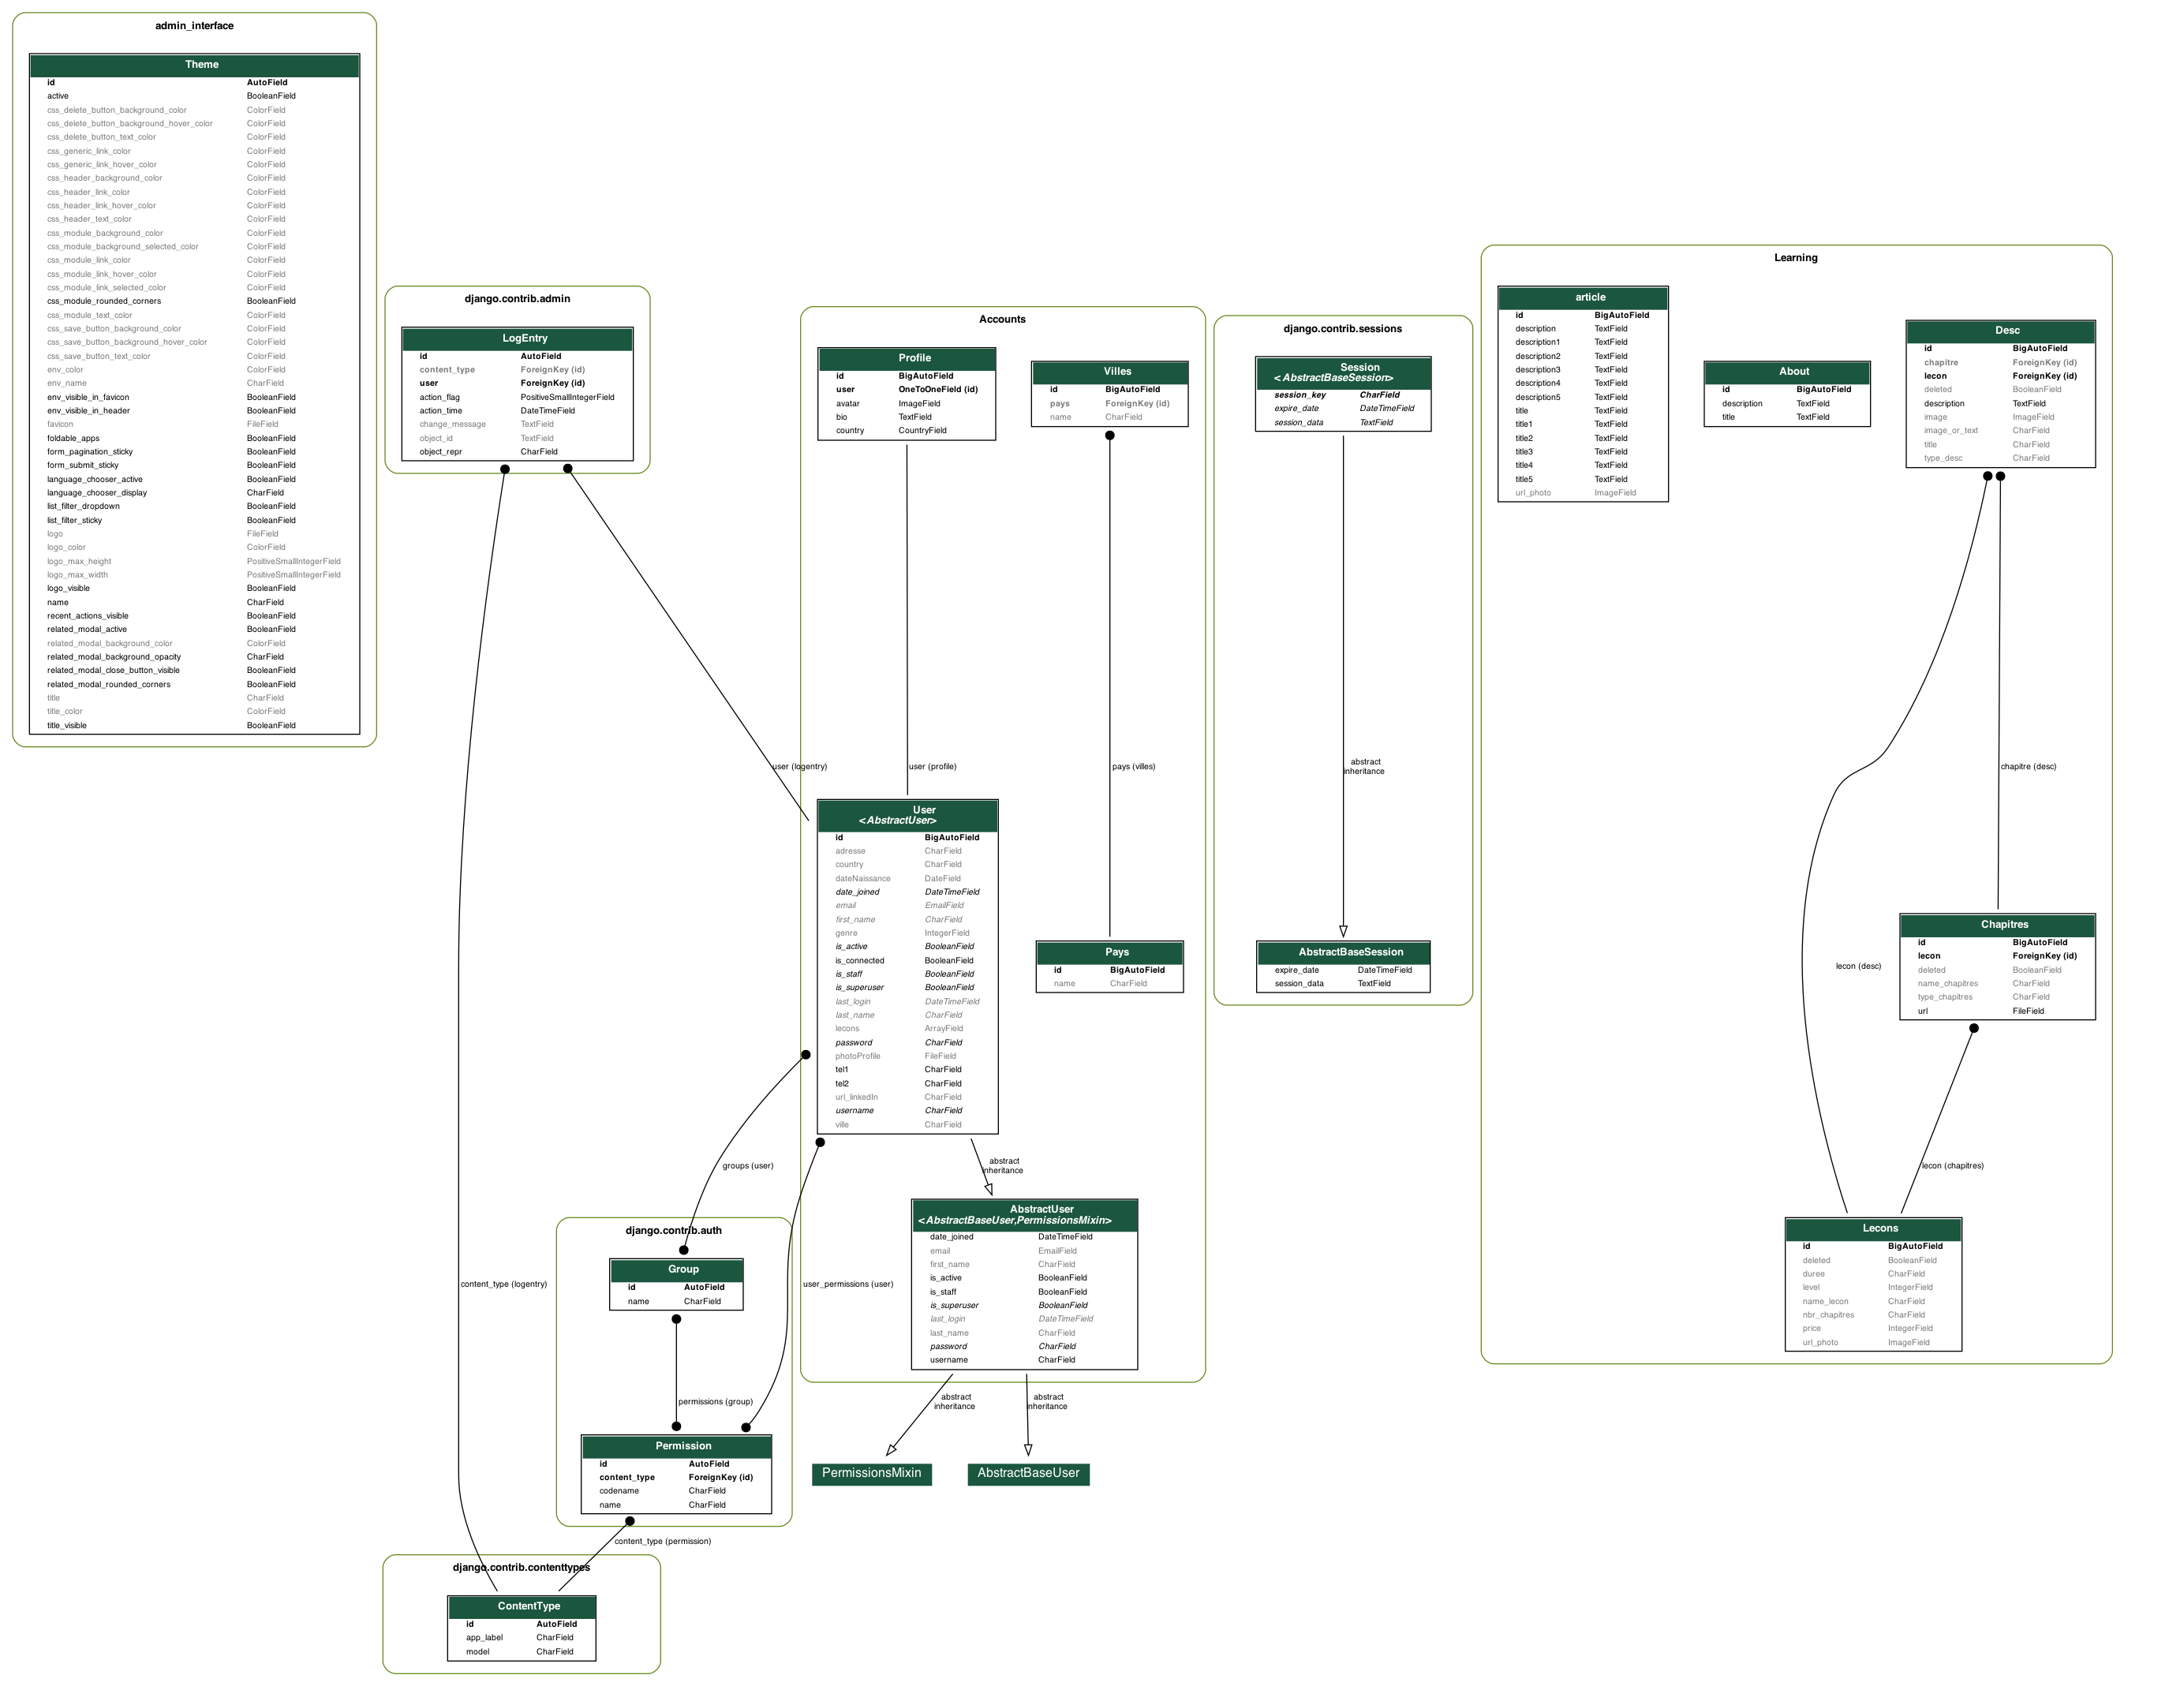 admin_interface
Theme
id AutoField
active BooleanField
css_delete_button_background_color ColorField
css_delete_button_background_hover_color ColorField
css_delete_button_text_color ColorField
css_generic_link_color ColorField
css_generic_link_hover_color ColorField
css_header_background_color ColorField
css_header_link_color ColorField
css_header_link_hover_color ColorField
css_header_text_color ColorField
css_module_background_color ColorField
css_module_background_selected_color ColorField
css_module_link_color ColorField
css_module_link_hover_color ColorField
css_module_link_selected_color ColorField
css_module_rounded_corners BooleanField
css_module_text_color ColorField
css_save_button_background_color ColorField
css_save_button_background_hover_color ColorField
css_save_button_text_color ColorField
env_color ColorField
env_name CharField
env_visible_in_favicon BooleanField
env_visible_in_header BooleanField
favicon FileField
foldable_apps BooleanField
form_pagination_sticky BooleanField
form_submit_sticky BooleanField
language_chooser_active BooleanField
language_chooser_display CharField
list_filter_dropdown BooleanField
list_filter_sticky BooleanField
logo FileField
logo_color ColorField
logo_max_height PositiveSmallIntegerField
logo_max_width PositiveSmallIntegerField
logo_visible BooleanField
name CharField
recent_actions_visible BooleanField
related_modal_active BooleanField
related_modal_background_color ColorField
related_modal_background_opacity CharField
related_modal_close_button_visible BooleanField
related_modal_rounded_corners BooleanField
title CharField
title_color ColorField
title_visible BooleanField
django.contrib.admin
LogEntry
id AutoField
content_type ForeignKey (id)
user ForeignKey (id)
action_flag PositiveSmallIntegerField
action_time DateTimeField
change_message TextField
object_id TextField
object_repr CharField
Accounts
Profile
id BigAutoField
user OneToOneField (id)
avatar ImageField
bio TextField
country CountryField
Villes
id BigAutoField
pays ForeignKey (id)
name CharField
user (logentry)
user (profile)
pays (villes)
User
<AbstractUser>
id BigAutoField
adresse CharField
country CharField
dateNaissance DateField
date_joined DateTimeField
email EmailField
first_name CharField
genre IntegerField
is_active BooleanField
is_connected BooleanField
is_staff BooleanField
is_superuser BooleanField
last_login DateTimeField
last_name CharField
lecons ArrayField
password CharField
photoProfile FileField
tel1 CharField
tel2 CharField
url_linkedIn CharField
username CharField
ville CharField
Pays
id BigAutoField
name CharField
groups (user)
abstract
inheritance
AbstractUser
<AbstractBaseUser,PermissionsMixin>
date_joined DateTimeField
email EmailField
first_name CharField
is_active BooleanField
is_staff BooleanField
is_superuser BooleanField
last_login DateTimeField
last_name CharField
password CharField
username CharField
user_permissions (user)
abstract
inheritance
abstract
inheritance
PermissionsMixin
AbstractBaseUser
django.contrib.auth
Group
id AutoField
name CharField
content_type (logentry)
permissions (group)
Permission
id AutoField
content_type ForeignKey (id)
codename CharField
name CharField
content_type (permission)
django.contrib.contenttypes
ContentType
id AutoField
app_label CharField
model CharField
django.contrib.sessions
Session
<AbstractBaseSession>
session_key CharField
expire_date DateTimeField
session_data TextField
abstract
inheritance
AbstractBaseSession
expire_date DateTimeField
session_data TextField
Learning
article
id BigAutoField
description TextField
description1 TextField
description2 TextField
description3 TextField
description4 TextField
description5 TextField
title TextField
title1 TextField
title2 TextField
title3 TextField
title4 TextField
title5 TextField
url_photo ImageField
About
id BigAutoField
description TextField
title TextField
Desc
id BigAutoField
chapitre ForeignKey (id)
lecon ForeignKey (id)
deleted BooleanField
description TextField
image ImageField
image_or_text CharField
title CharField
type_desc CharField
chapitre (desc)
lecon (desc)
Chapitres
id BigAutoField
lecon ForeignKey (id)
deleted BooleanField
name_chapitres CharField
type_chapitres CharField
url FileField
lecon (chapitres)
Lecons
id BigAutoField
deleted BooleanField
duree CharField
level IntegerField
name_lecon CharField
nbr_chapitres CharField
price IntegerField
url_photo ImageField